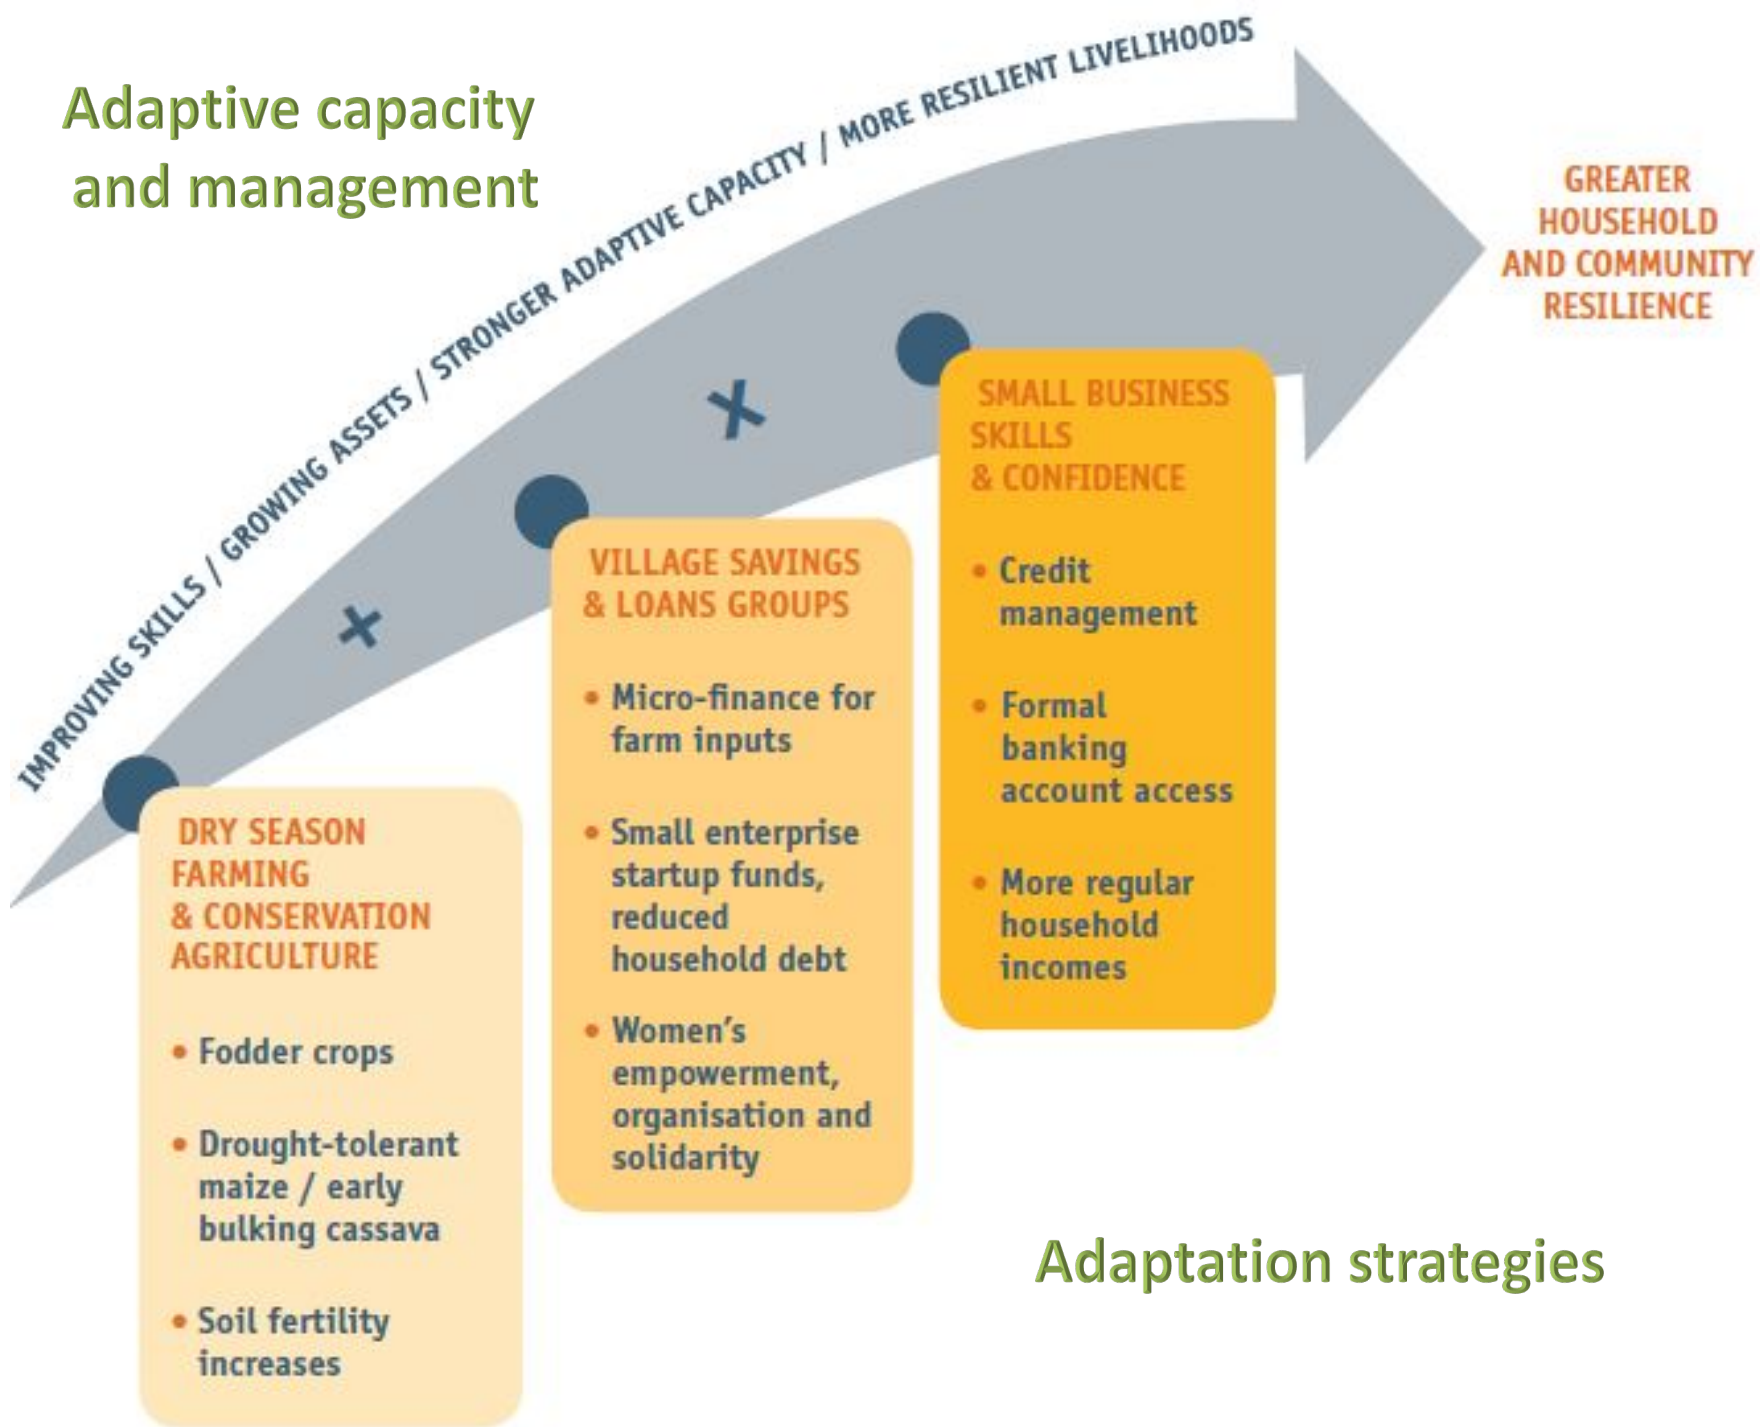 Adaptive capacity
and management
IMPROVING SKILLS / GROWING ASSETS / STRONGER ADAPTIVE CAPACITY / MORE RESILIENT LIVELIHOODS
GREATER
HOUSEHOLD
AND COMMUNITY
RESILIENCE
+
x
DRY SEASON
FARMING
& CONSERVATION
AGRICULTURE
• Fodder crops
• Drought-tolerant
maize / early
bulking cassava
• Soil fertility
increases
VILLAGE SAVINGS
& LOANS GROUPS
• Micro-finance for
farm inputs
• Small enterprise
startup funds,
reduced
household debt
• Women’s
empowerment,
organisation and
solidarity
SMALL BUSINESS
SKILLS
& CONFIDENCE
• Credit
management
• Formal
banking
account access
• More regular
household
incomes
Adaptation strategies